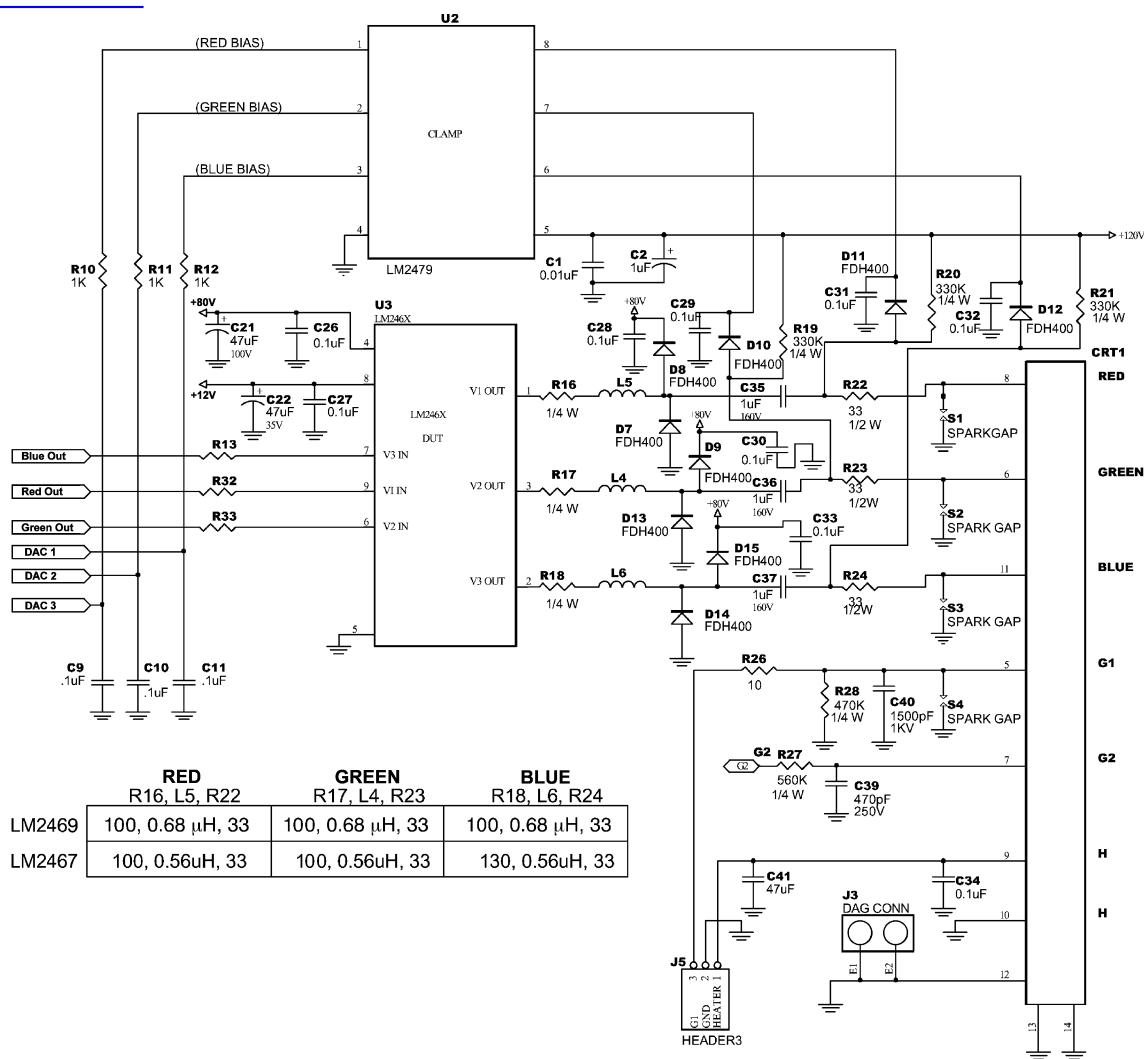 U2
(RED BIAS)
1
8
(GREEN BIAS)
2
7
CLAMP
(BLUE BIAS)
3
6
4
5
+120V
LM2479
R10
1K
R11
1K
R12
1K
C1
0.01uF
C2
1uF
+
D11
FDH400
C31
0.1uF
R20
330K
1/4 W
C32
0.1uF
D12
FDH400
R21
330K
1/4 W
+80V
C21
47uF
100V
+
C26
0.1uF
U3
LM246X
4
+80V
C28
0.1uF
C29
0.1uF
D10
FDH400
R19
330K
1/4 W
CRT1
RED
+12V
C22
47uF
35V
+
C27
0.1uF
8
V1 OUT
1
R16
1/4 W
L5
D8
FDH400
C35
1uF
160V
R22
33
1/2 W
8
S1
SPARKGAP
LM246X
DUT
D7
FDH400
+80V
D9
FDH400
C30
0.1uF
Blue Out
R13
7
V3 IN
Red Out
R32
9
VI IN
V2 OUT
3
R17
1/4 W
L4
C36
1uF
160V
R23
33
1/2W
6
GREEN
Green Out
R33
6
V2 IN
D13
FDH400
+80V
C33
0.1uF
S2
SPARK GAP
DAC 1
DAC 2
DAC 3
D15
FDH400
V3 OUT
2
R18
1/4 W
L6
C37
1uF
160V
R24
33
1/2W
11
BLUE
D14
FDH400
S3
SPARK GAP
5
C9
.1uF
C10
.1uF
C11
.1uF
R26
10
5
G1
R28
470K
1/4 W
C40
1500pF
1KV
S4
SPARK GAP
G2
G2
R27
560K
1/4 W
C39
470pF
250V
7
G2
RED GREEN BLUE
R16, L5, R22 R17, L4, R23 R18, L6, R24
LM2469 100, 0.68 µH, 33 100, 0.68 µH, 33 100, 0.68 µH, 33
LM2467 100, 0.56uH, 33 100, 0.56uH, 33 130, 0.56uH, 33
9
H
C41
47uF
C34
0.1uF
J3
DAG CONN
10
H
E1
E2
12
J5
3
2
1
G1
GND
HEATER
HEADER3
13
14